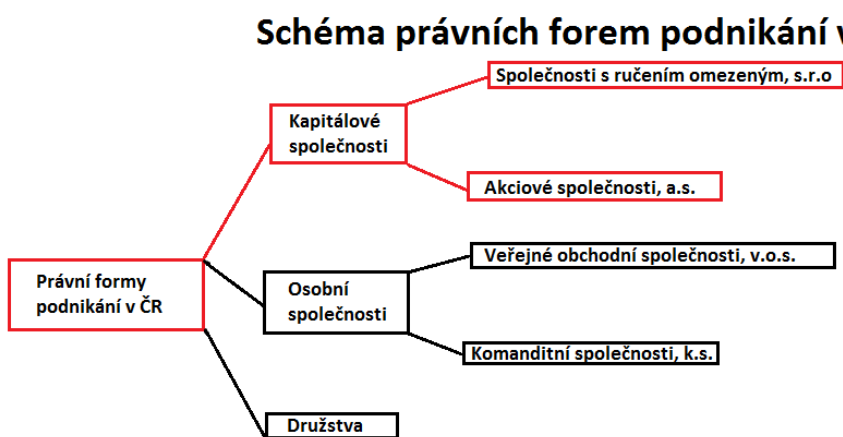 Schéma právních forem podnikání v
Společnosti s ručením omezeným, s.r.o
Kapitálové
společnosti
Akciové společnosti, a.s.
Veřejné obchodní společnosti, v.o.s.
Právní formy
podnikání v ČR
Osobní
společnosti
Komanditní společnosti, k.s.
Družstva